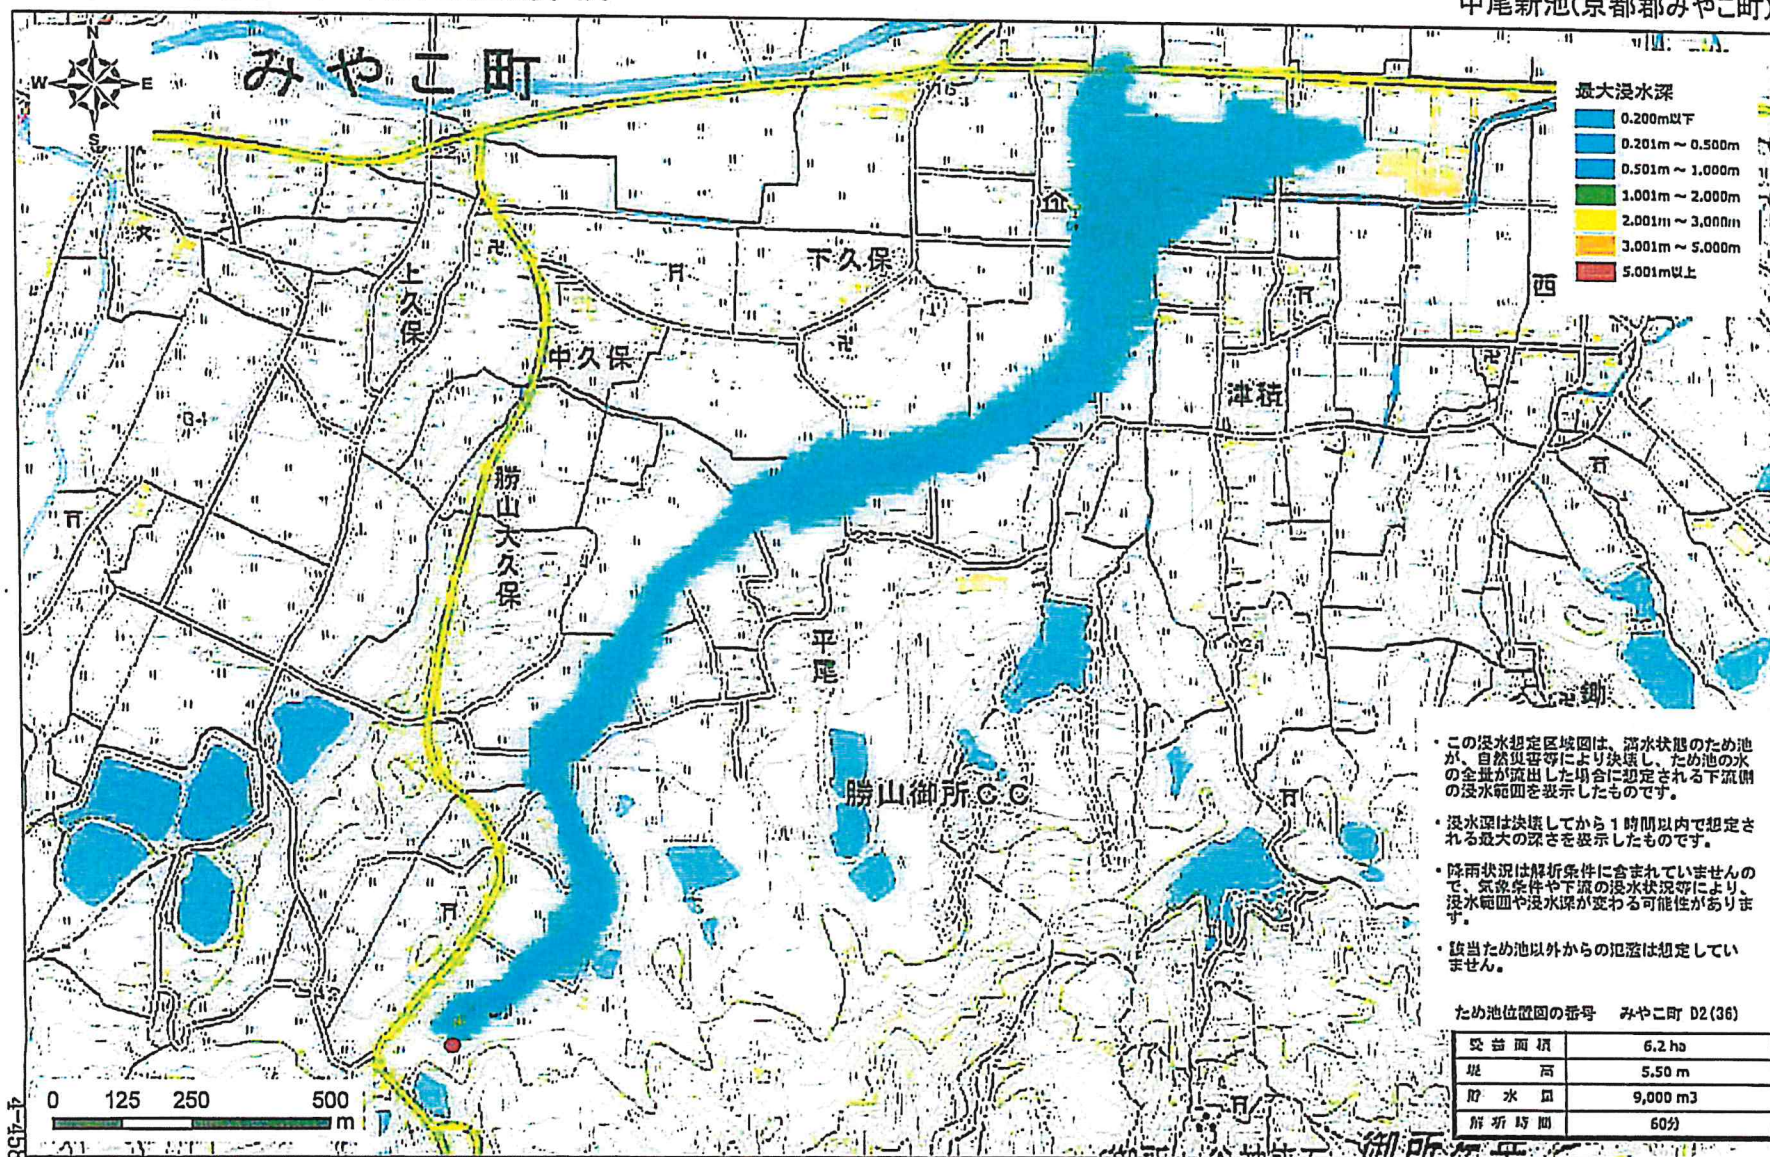 中尾新池(京都郡みやこ町)
N
W E
S
みやこ町
最大浸水深
0.200m以下
0.201m ~ 0.500m
0.501m ~ 1.000m
1.001m ~ 2.000m
2.001m ~ 3.000m
3.001m ~ 5.000m
5.001m以上
16
下久保
西
上久保
中久保
津積
34
勝山大久保
平尾
鋤
勝山御所CC
・この浸水想定区域図は、満水状態のため池
が、自然災害等により決壊し、ため池の水
の全量が流出した場合に想定される下流側
の浸水範囲を表示したものです。
・浸水深は決壊してから1時間以内で想定さ
れる最大の深さを表示したものです。
・降雨状況は解析条件に含まれていませんの
で、気象条件や下流の浸水状況等により、
浸水範囲や浸水深が変わる可能性がありま
す。
・該当ため池以外からの氾濫は想定してい
ません。
ため池位置図の番号 みやこ町 D2(36)
受益面積 6.2 ha
堤高 5.50 m
貯水量 9,000 m3
解析時間 60分
0 125 250 500
m